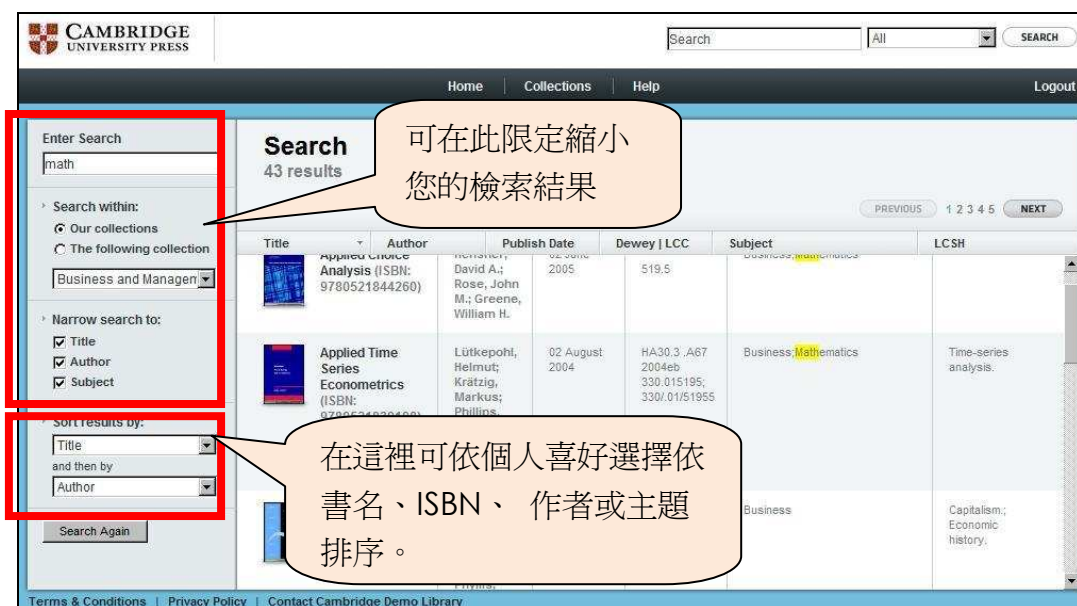 CAMBRIDGE
UNIVERSITY PRESS
Search
All
SEARCH
Home
Collections
Help
Logout
Enter Search
math
Search within:
Our collections
The following collection
Business and Managem
Narrow search to:
Title
Author
Subject
Sort results by:
Title
and then by
Author
Search Again
Search
43 results
可在此限定縮小
您的檢索結果
PREVIOUS 1 2 3 4 5 NEXT
Title Author Publish Date Dewey | LCC Subject LCSH
Applied Choice
Analysis (ISBN:
9780521844260)
David A.;
Rose, John
M.; Greene,
William H.
2005
519.5
Business;Mathematics
Applied Time
Series
Econometrics
(ISBN:
Lütkepohl,
Helmut;
Krätzig,
Markus;
Phillips,
02 August
2004
HA30.3 .A67
2004eb
330.015195;
330/.01/51955
Business;Mathematics
Time-series
analysis.
在這裡可依個人喜好選擇依
書名、ISBN、 作者或主題
排序。
Business
Capitalism.;
Economic
history.
Terms & Conditions | Privacy Policy | Contact Cambridge Demo Library